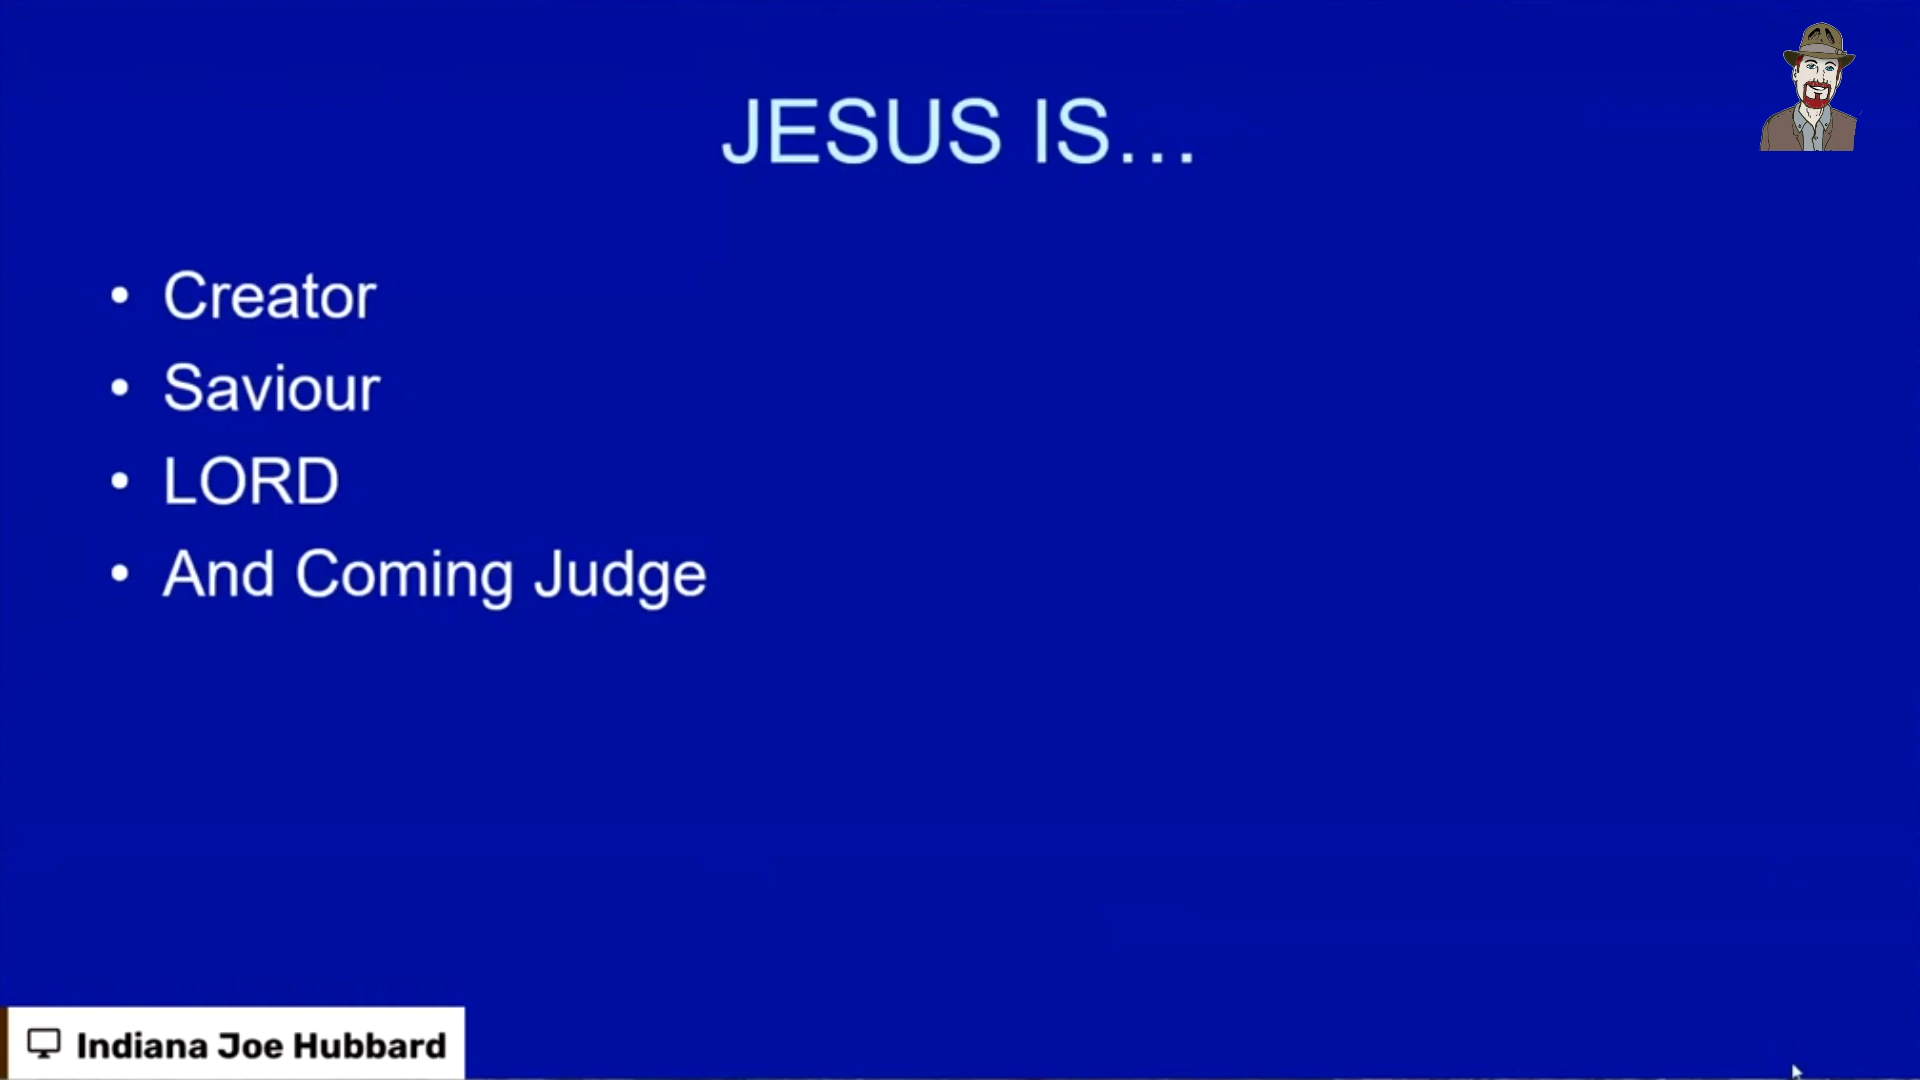 JESUS IS...
• Creator
• Saviour
• LORD
• And Coming Judge
Indiana Joe Hubbard